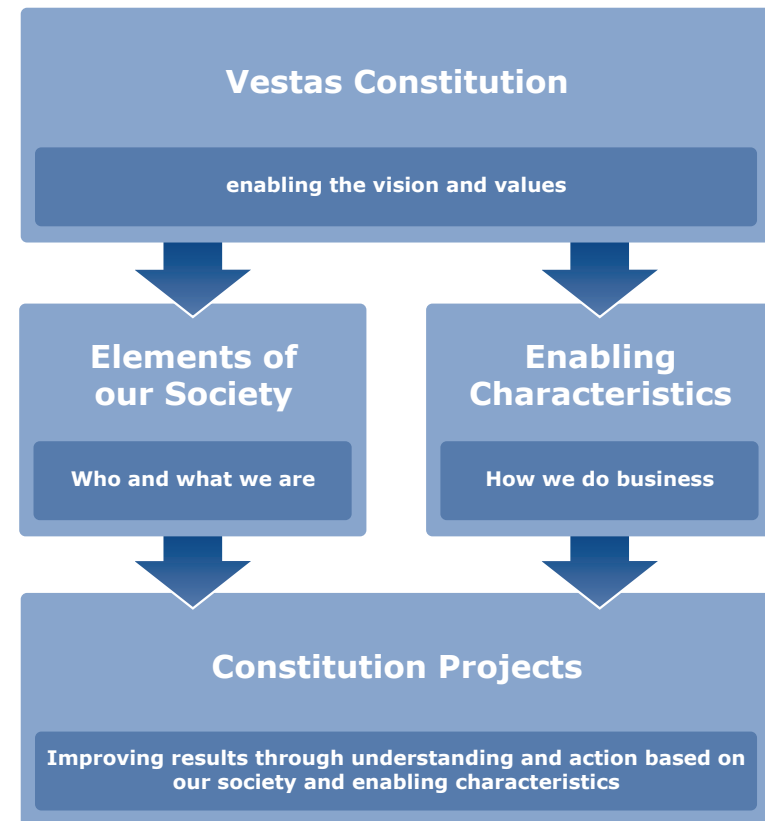 Vestas Constitution
enabling the vision and values
Elements of
our Society
Who and what we are
Enabling
Characteristics
How we do business
Constitution Projects
Improving results through understanding and action based on
our society and enabling characteristics